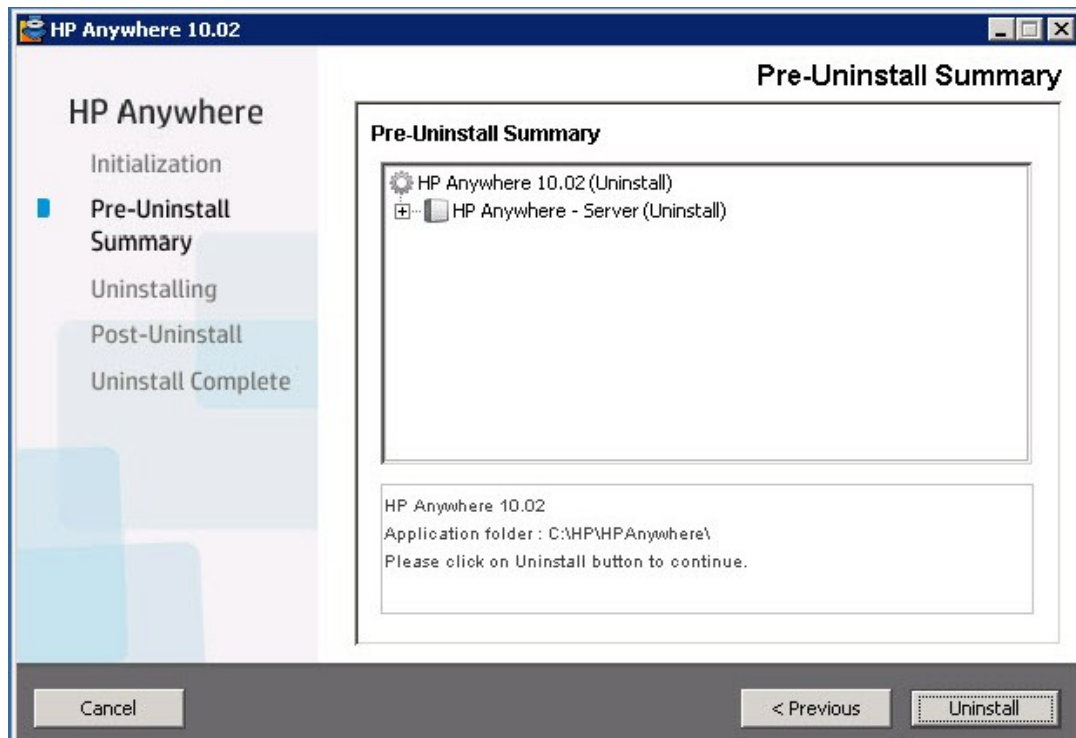 HP Anywhere 10.02
Pre-Uninstall Summary
HP Anywhere
Initialization
Pre-Uninstall
Summary
Uninstalling
Post-Uninstall
Uninstall Complete
Pre-Uninstall Summary
HP Anywhere 10.02 (Uninstall)
HP Anywhere - Server (Uninstall)
HP Anywhere 10.02
Application folder : C:\HP\HPAnywhere\
Please click on Uninstall button to continue.
Cancel
< Previous
Uninstall